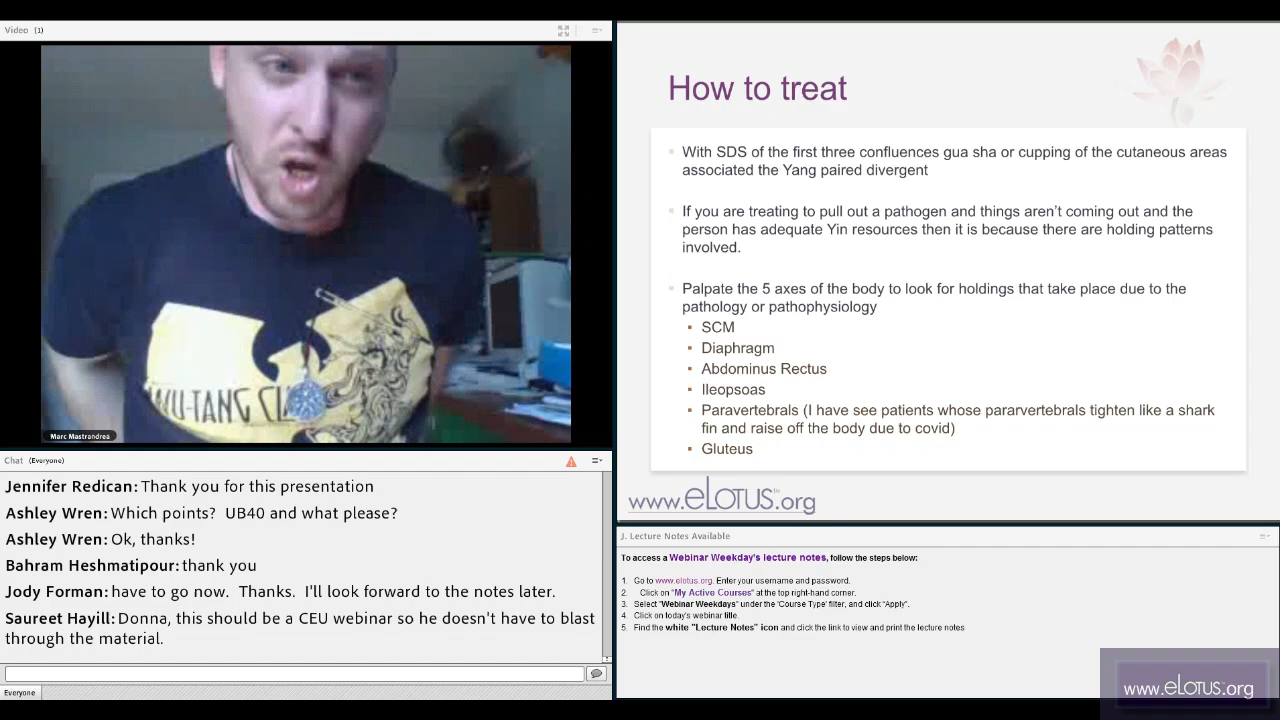 Video (1)
WU-TANG CL
Marc Mastrandrea
Chat (Everyone)
Jennifer Redican: Thank you for this presentation
Ashley Wren: Which points? UB40 and what please?
Ashley Wren: Ok, thanks!
Bahram Heshmatipour: thank you
Jody Forman: have to go now. Thanks. I'll look forward to the notes later.
Saureet Hayill: Donna, this should be a CEU webinar so he doesn't have to blast
through the material.
Everyone
How to treat
With SDS of the first three confluences gua sha or cupping of the cutaneous areas
associated the Yang paired divergent
If you are treating to pull out a pathogen and things aren't coming out and the
person has adequate Yin resources then it is because there are holding patterns
involved.
Palpate the 5 axes of the body to look for holdings that take place due to the
pathology or pathophysiology
SCM
Diaphragm
Abdominus Rectus
Ileopsoas
Paravertebrals (I have see patients whose pararvertebrals tighten like a shark
fin and raise off the body due to covid)
Gluteus
www.eLOTUS.org
J. Lecture Notes Available
To access a Webinar Weekday's lecture notes, follow the steps below:
1. Go to www.elotus.org. Enter your username and password.
2. Click on "My Active Courses" at the top right-hand corner.
3. Select "Webinar Weekdays" under the 'Course Type' filter, and click "Apply".
4. Click on today's webinar title.
5. Find the white "Lecture Notes" icon and click the link to view and print the lecture notes
www.eLOTUS.org